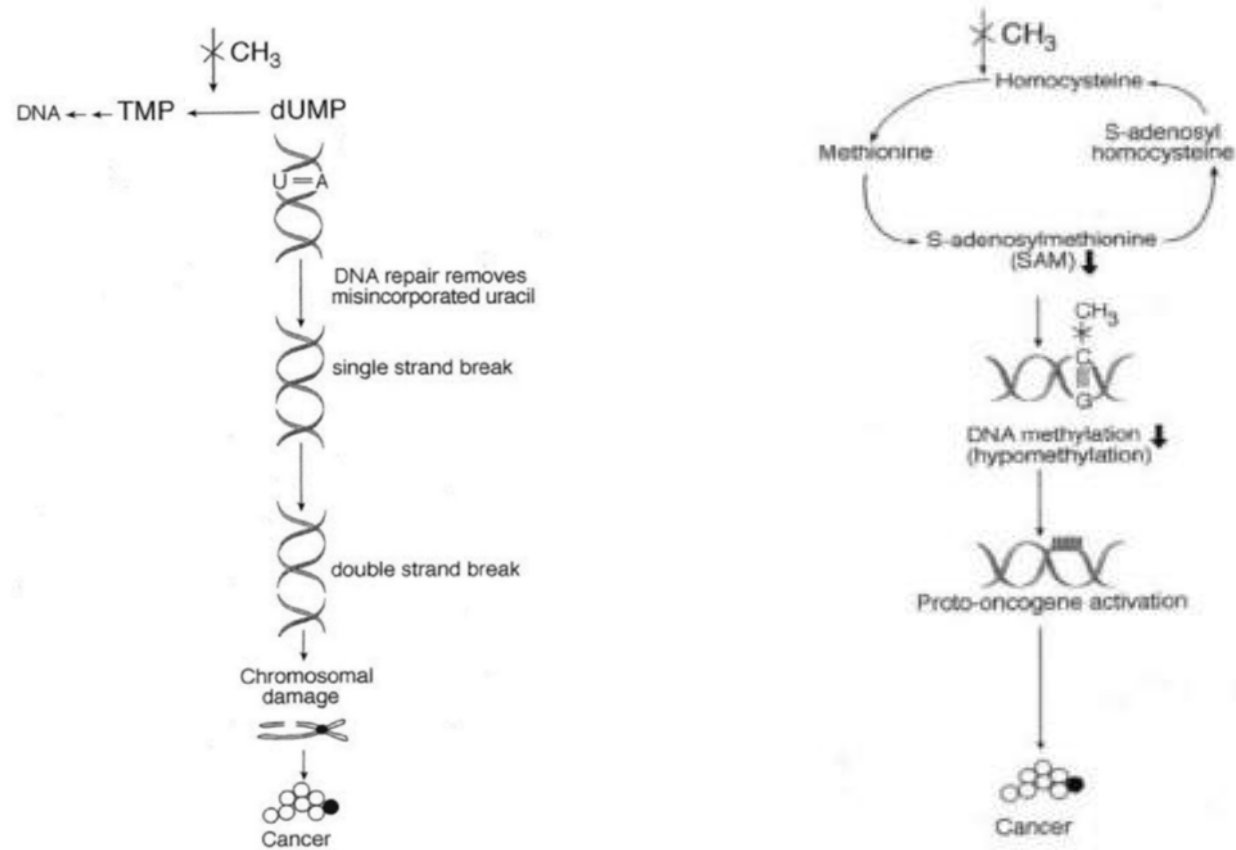 CH3
DNA TMP dUMP
U A
DNA repair removes
misincorporated uracil
single strand break
double strand break
Chromosomal
damage
Cancer
CH3
Homocysteine
Methionine
S-adenosyl
homocysteine
S-adenosylmethionine
(SAM)
CH3
C
G
DNA methylation
(hypomethylation)
Proto-oncogene activation
Cancer